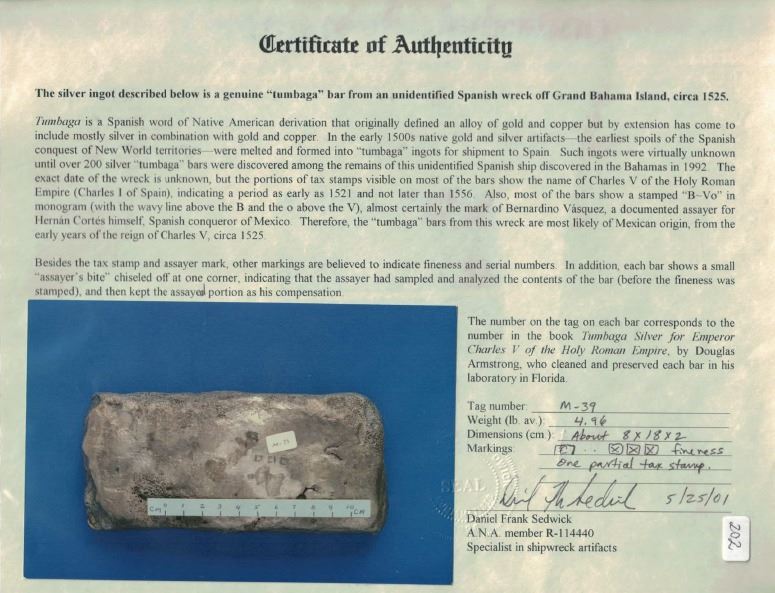 Certificate of Authenticity
The silver ingot described below is a genuine “tumbaga” bar from an unidentified Spanish wreck off Grand Bahama Island, circa 1525.
Tumbaga is a Spanish word of Native American derivation that originally defined an alloy of gold and copper but by extension has come to
include mostly silver in combination with gold and copper. In the early 1500s native gold and silver artifacts—the earliest spoils of the Spanish
conquest of New World territories—were melted and formed into “tumbaga” ingots for shipment to Spain. Such ingots were virtually unknown
until over 200 silver “tumbaga” bars were discovered among the remains of this unidentified Spanish ship discovered in the Bahamas in 1992. The
exact date of the wreck is unknown, but the portions of tax stamps visible on most of the bars show the name of Charles V of the Holy Roman
Empire (Charles I of Spain), indicating a period as early as 1521 and not later than 1556. Also, most of the bars show a stamped “B–Vo” in
monogram (with the wavy line above the B and the o above the V), almost certainly the mark of Bernardino Vásquez, a documented assayer for
Hernán Cortés himself, Spanish conqueror of Mexico. Therefore, the “tumbaga” bars from this wreck are most likely of Mexican origin, from the
early years of the reign of Charles V, circa 1525.
Besides the tax stamp and assayer mark, other markings are believed to indicate fineness and serial numbers. In addition, each bar shows a small
“assayer's bite” chiseled off at one corner, indicating that the assayer had sampled and analyzed the contents of the bar (before the fineness was
stamped), and then kept the assayed portion as his compensation.
The number on the tag on each bar corresponds to the
number in the book Tumbaga Silver for Emperor
Charles V of the Holy Roman Empire, by Douglas
Armstrong, who cleaned and preserved each bar in his
laboratory in Florida.
Tag number: M-39
Weight (lb. av.): 4.96
Dimensions (cm.): About 8 X 18 X 2
Markings: .. XXX fineness
One partial tax stamp.
SEAL
5/25/01
Daniel Frank Sedwick
A.N.A. member R-114440
Specialist in shipwreck artifacts
202
M-39
CM 0 1 2 3 4 5 6 7 8 9 10 CM